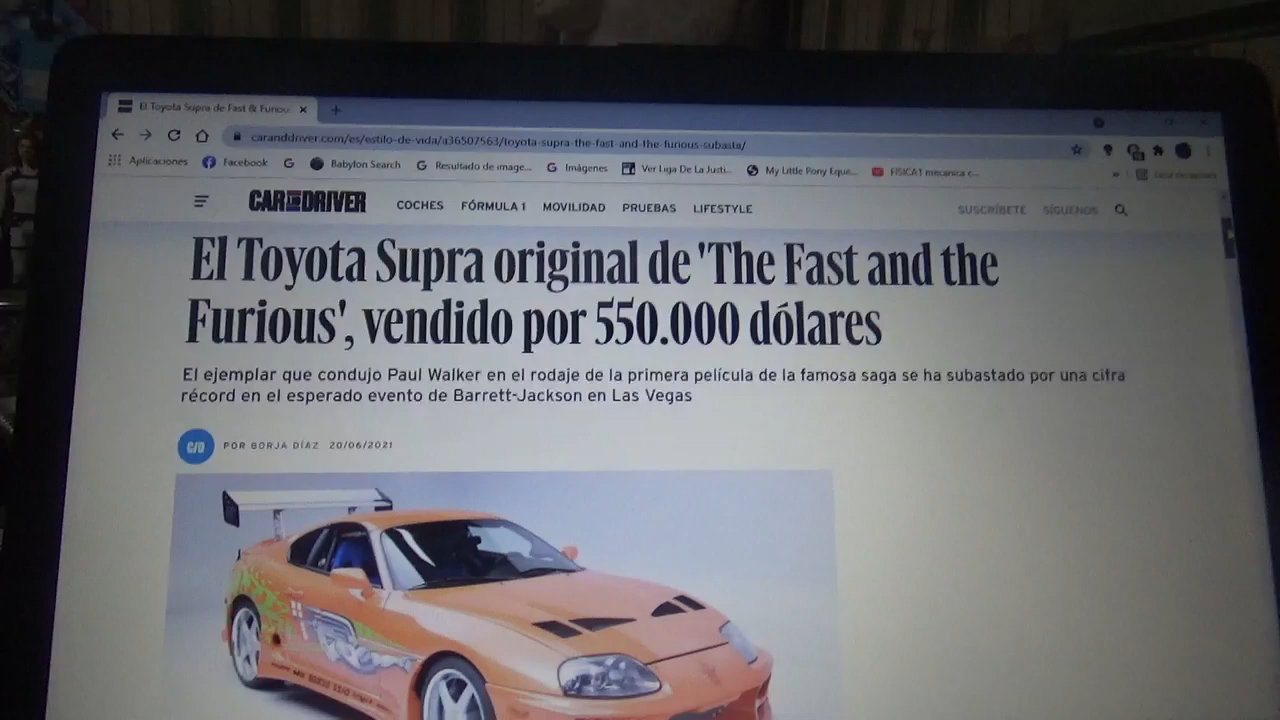 El Toyota Supra de Fast & Furiou
caranddriver.com/es/estilo-de-vida/a36507563/toyota-supra-the-fast-and-the-furious-subasta/
Aplicaciones Facebook Babylon Search Resultado de image... Imágenes Ver Liga De La Justi... My Little Pony Eque... FISICA1 mecanica c...
CAR AND DRIVER COCHES FÓRMULA 1 MOVILIDAD PRUEBAS LIFESTYLE SUSCRÍBETE SÍGUENOS
El Toyota Supra original de 'The Fast and the
Furious', vendido por 550.000 dólares
El ejemplar que condujo Paul Walker en el rodaje de la primera película de la famosa saga se ha subastado por una cifra
récord en el esperado evento de Barrett-Jackson en Las Vegas
C/D POR BORJA DÍAZ 20/06/2021